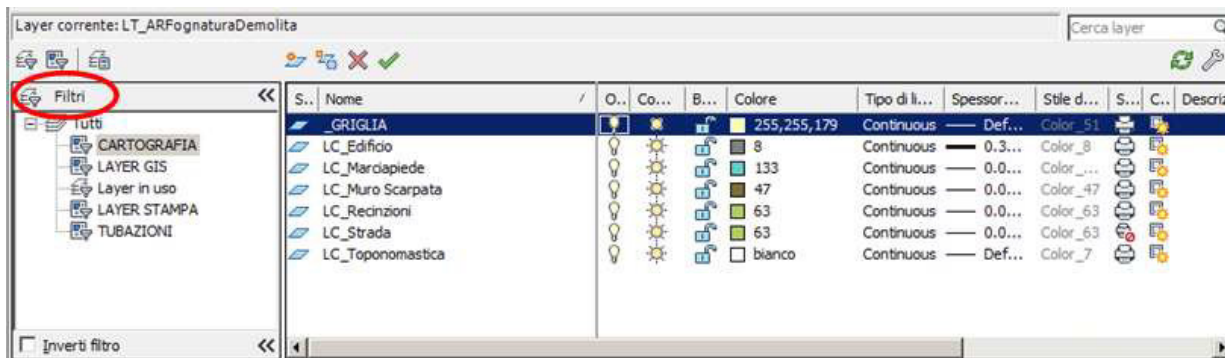 Layer corrente: LT_ARFognaturaDemolita
Cerca layer
Filtri
S.. Nome O.. Co... B... Colore Tipo di li... Spessor... Stile d... S... C... Descriz
Tutti
CARTOGRAFIA
LAYER GIS
Layer in uso
LAYER STAMPA
TUBAZIONI
_GRIGLIA 255,255,179 Continuous Def... Color_51
LC_Edificio 8 Continuous 0.3... Color_8
LC_Marciapiede 133 Continuous 0.0... Color_...
LC_Muro Scarpata 47 Continuous 0.0... Color_47
LC_Recinzioni 63 Continuous 0.0... Color_63
LC_Strada 63 Continuous 0.0... Color_63
LC_Toponomastica bianco Continuous Def... Color_7
Inverti filtro